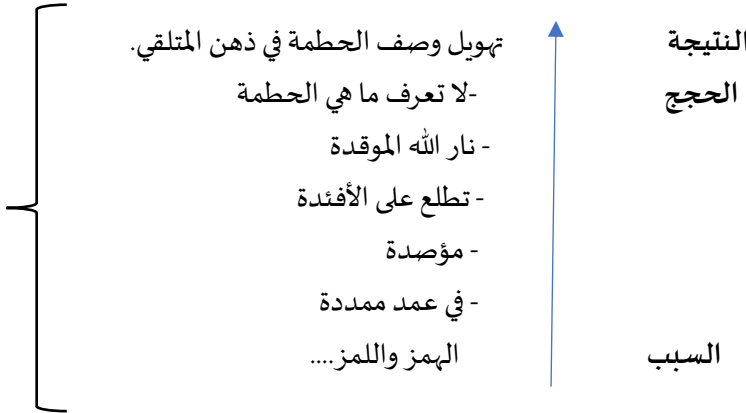 النتيجة تهويل وصف الحطمة في ذهن المتلقي.
الحجج -لا تعرف ما هي الحطمة
- نار الله الموقدة
- تطلع على الأفئدة
- مؤصدة
- في عمد ممددة
السبب الهمز واللمز....